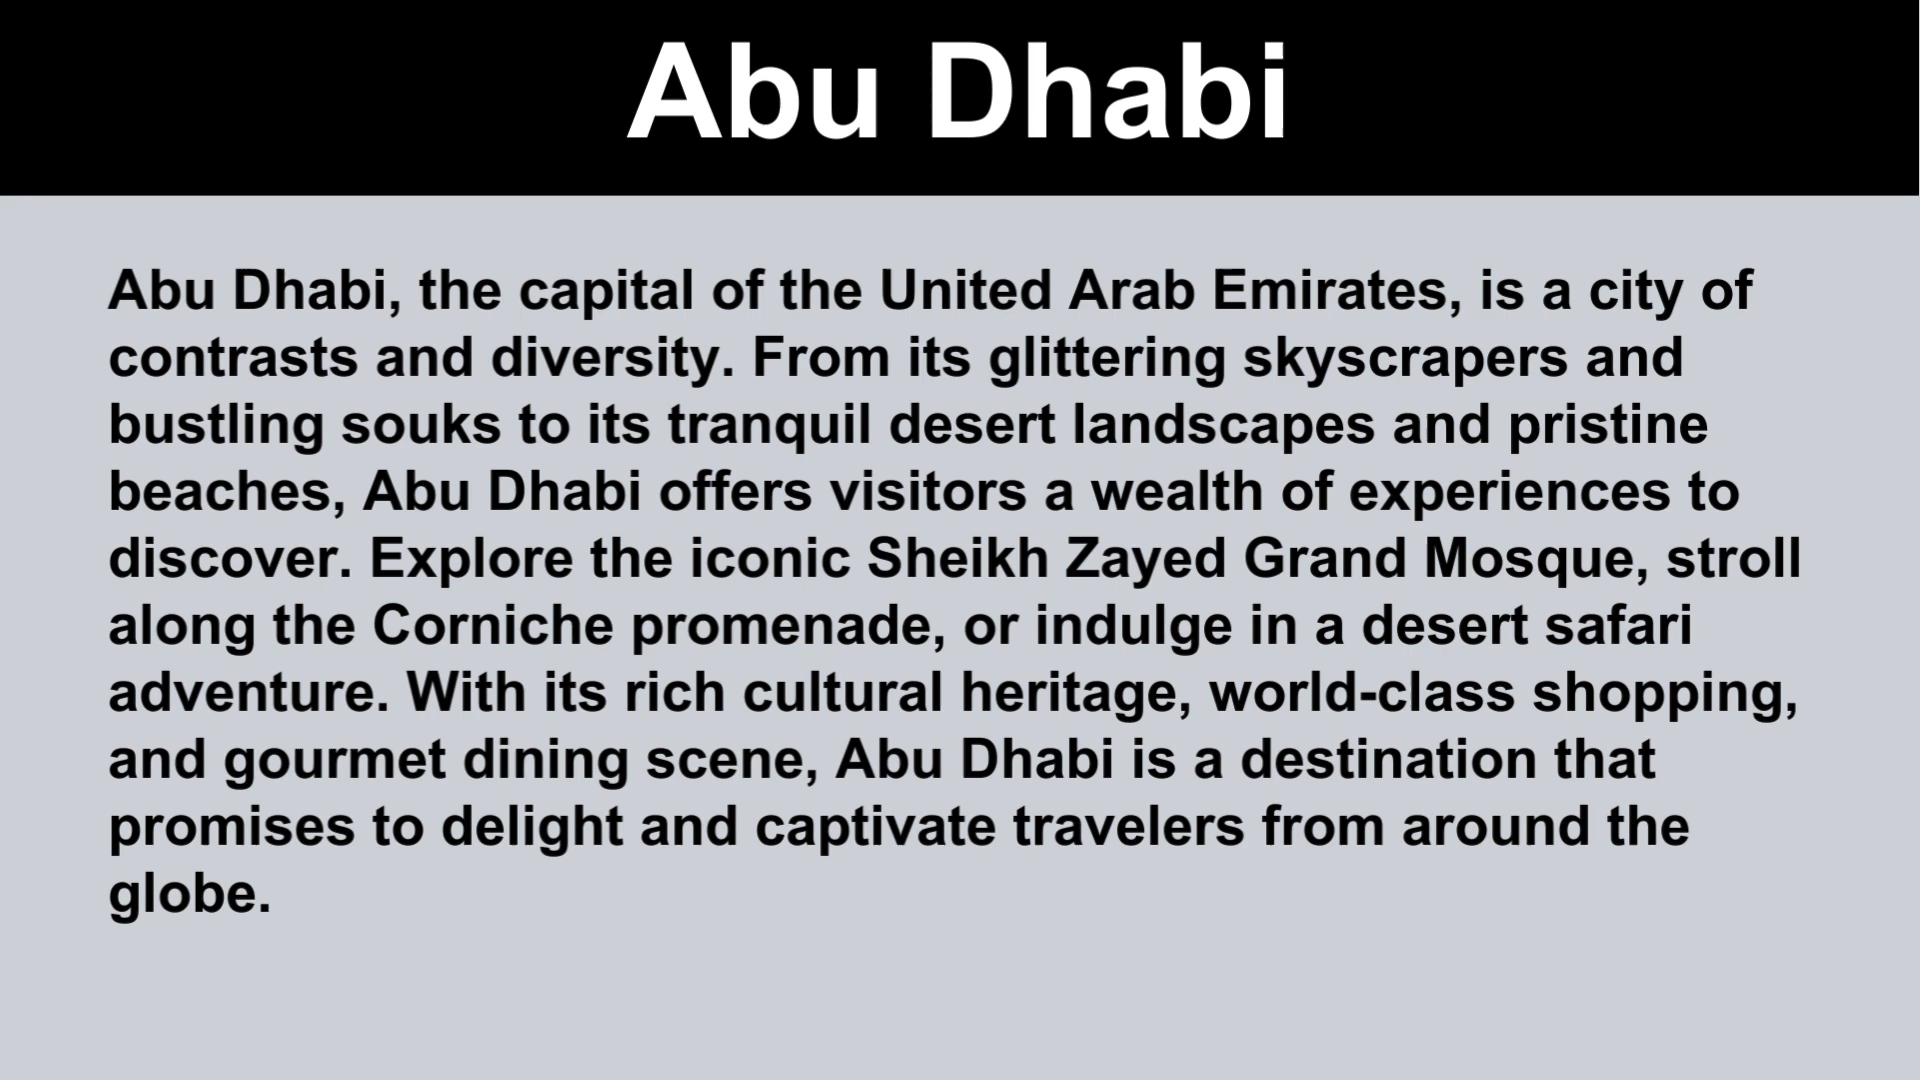 Abu Dhabi
Abu Dhabi, the capital of the United Arab Emirates, is a city of
contrasts and diversity. From its glittering skyscrapers and
bustling souks to its tranquil desert landscapes and pristine
beaches, Abu Dhabi offers visitors a wealth of experiences to
discover. Explore the iconic Sheikh Zayed Grand Mosque, stroll
along the Corniche promenade, or indulge in a desert safari
adventure. With its rich cultural heritage, world-class shopping,
and gourmet dining scene, Abu Dhabi is a destination that
promises to delight and captivate travelers from around the
globe.